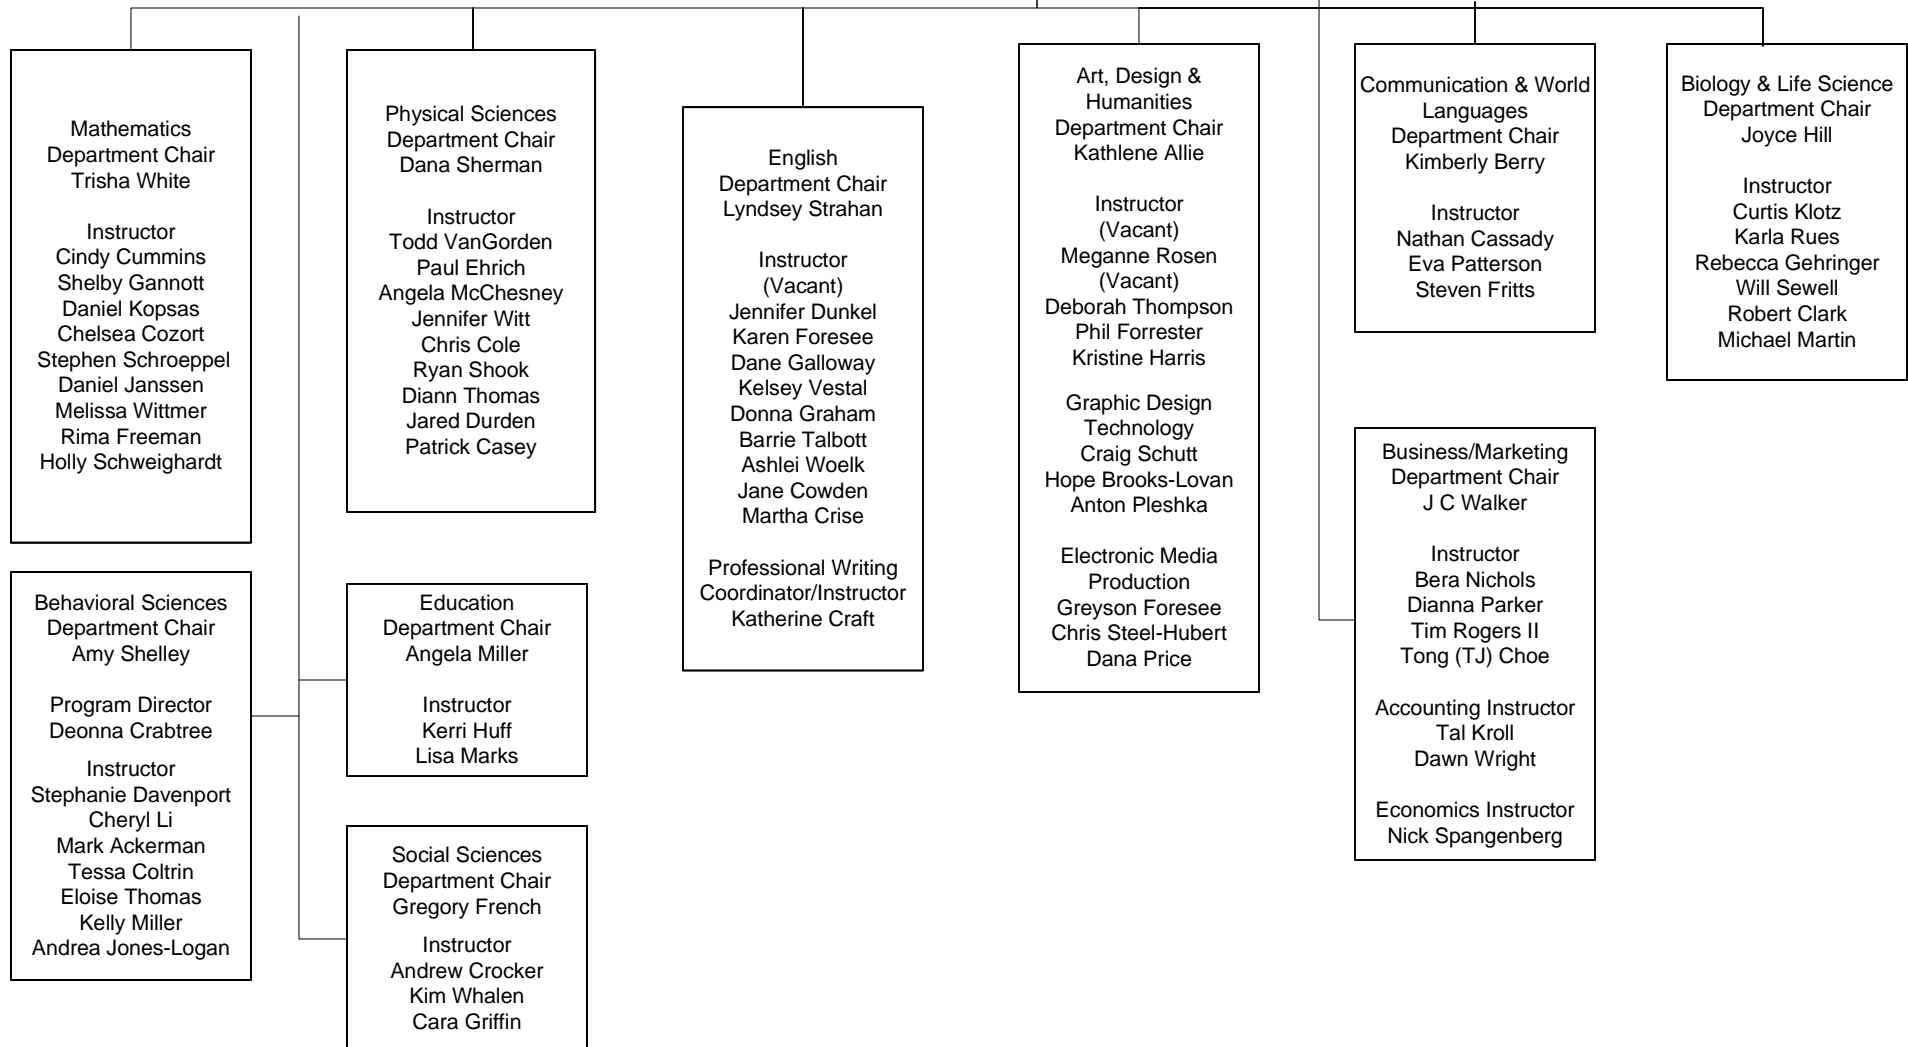 Mathematics
Department Chair
Trisha White
Instructor
Cindy Cummins
Shelby Gannott
Daniel Kopsas
Chelsea Cozort
Stephen Schroeppel
Daniel Janssen
Melissa Wittmer
Rima Freeman
Holly Schweighardt
Physical Sciences
Department Chair
Dana Sherman
Instructor
Todd VanGorden
Paul Ehrich
Angela McChesney
Jennifer Witt
Chris Cole
Ryan Shook
Diann Thomas
Jared Durden
Patrick Casey
English
Department Chair
Lyndsey Strahan
Instructor
(Vacant)
Jennifer Dunkel
Karen Foresee
Dane Galloway
Kelsey Vestal
Donna Graham
Barrie Talbott
Ashlei Woelk
Jane Cowden
Martha Crise
Professional Writing
Coordinator/Instructor
Katherine Craft
Art, Design &
Humanities
Department Chair
Kathlene Allie
Instructor
(Vacant)
Meganne Rosen
(Vacant)
Deborah Thompson
Phil Forrester
Kristine Harris
Graphic Design
Technology
Craig Schutt
Hope Brooks-Lovan
Anton Pleshka
Electronic Media
Production
Greyson Foresee
Chris Steel-Hubert
Dana Price
Communication & World
Languages
Department Chair
Kimberly Berry
Instructor
Nathan Cassady
Eva Patterson
Steven Fritts
Biology & Life Science
Department Chair
Joyce Hill
Instructor
Curtis Klotz
Karla Rues
Rebecca Gehringer
Will Sewell
Robert Clark
Michael Martin
Behavioral Sciences
Department Chair
Amy Shelley
Program Director
Deonna Crabtree
Instructor
Stephanie Davenport
Cheryl Li
Mark Ackerman
Tessa Coltrin
Eloise Thomas
Kelly Miller
Andrea Jones-Logan
Education
Department Chair
Angela Miller
Instructor
Kerri Huff
Lisa Marks
Social Sciences
Department Chair
Gregory French
Instructor
Andrew Crocker
Kim Whalen
Cara Griffin
Business/Marketing
Department Chair
J C Walker
Instructor
Bera Nichols
Dianna Parker
Tim Rogers II
Tong (TJ) Choe
Accounting Instructor
Tal Kroll
Dawn Wright
Economics Instructor
Nick Spangenberg